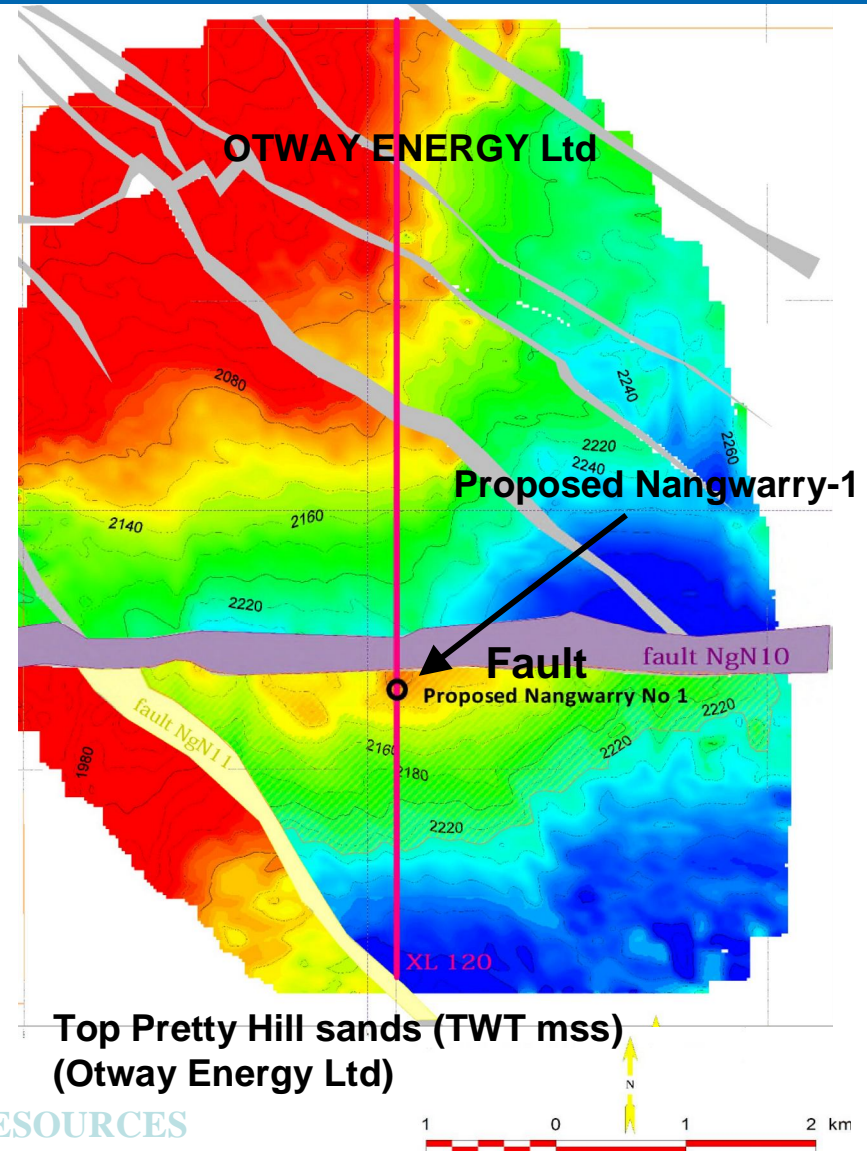 OTWAY ENERGY Ltd
2080
2240
2220
2240
2260
Proposed Nangwarry-1
2140
2160
2220
Fault
fault NgN10
Proposed Nangwarry No 1
fault NgN11
2220
2220
1980
2160
2180
2220
XL 120
Top Pretty Hill sands (TWT mss)
(Otway Energy Ltd)
N
ESOURCES
1 0 1 2 km